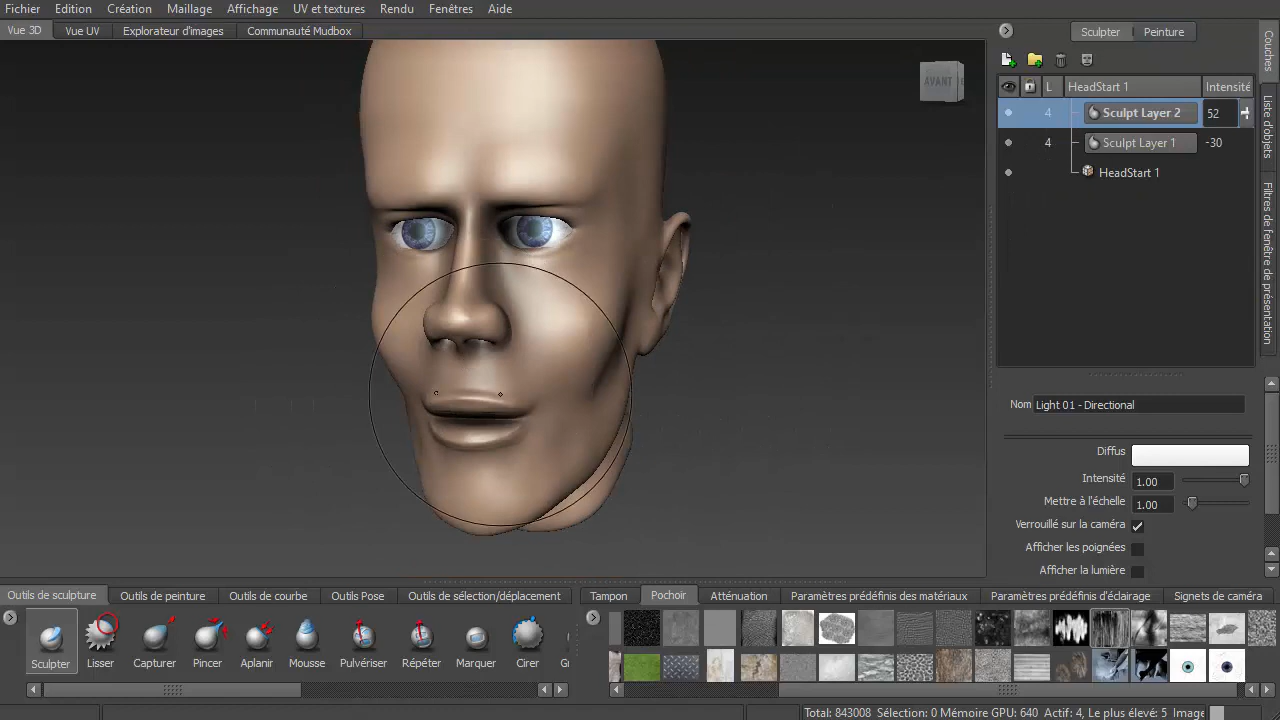 Fichier Edition Création Maillage Affichage UV et textures Rendu Fenêtres Aide
Vue 3D Vue UV Explorateur d'images Communauté Mudbox
AVANT
Sculpter Peinture
L HeadStart 1 Intensité
4 Sculpt Layer 2 52
4 Sculpt Layer 1 -30
HeadStart 1
Couches
Liste d'objets
Filtres de fenêtre de présentation
Nom Light 01 - Directional
Diffus
Intensité 1.00
Mettre à l'échelle 1.00
Verrouillé sur la caméra
Afficher les poignées
Afficher la lumière
Outils de sculpture Outils de peinture Outils de courbe Outils Pose Outils de sélection/déplacement
Sculpter Lisser Capturer Pincer Aplanir Mousse Pulvériser Répéter Marquer Cirer
Tampon Pochoir Atténuation Paramètres prédéfinis des matériaux Paramètres prédéfinis d'éclairage Signets de caméra
Total: 843008 Sélection: 0 Mémoire GPU: 640 Actif: 4, Le plus élevé: 5 Image